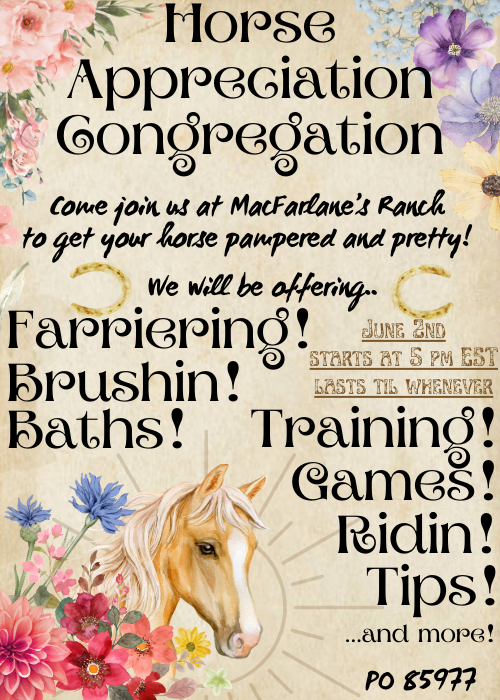 Horse
Appreciation
Congregation
Come join us at MacFarlane's Ranch
to get your horse pampered and pretty!
We will be offering..
Farriering!
June 2nd
starts at 5 pm EST
lasts til whenever
Brushin!
Baths!
Training!
Games!
Ridin!
Tips!
...and more!
PO 85977